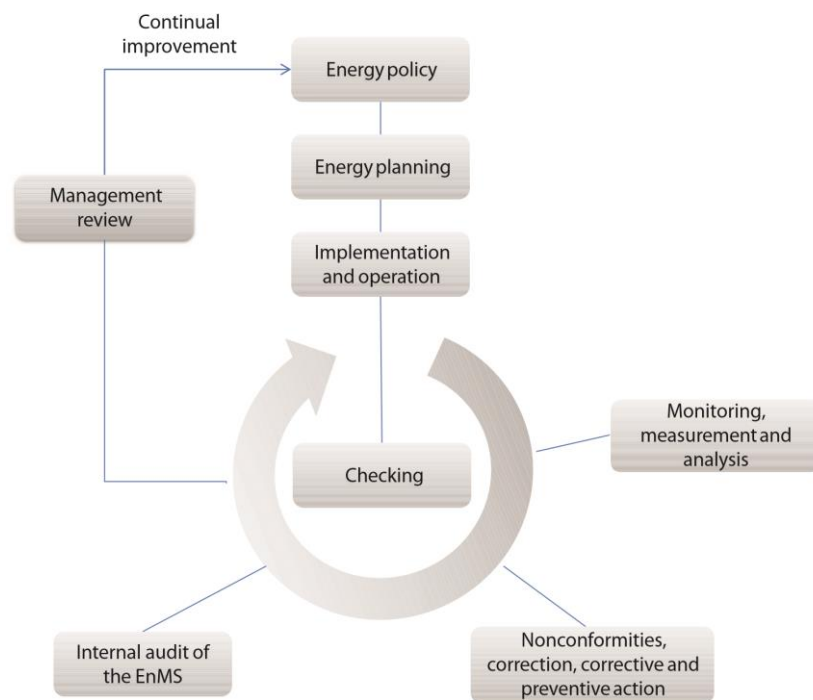 Continual
improvement
Energy policy
Energy planning
Management
review
Implementation
and operation
Monitoring,
measurement and
analysis
Checking
Internal audit of
the EnMS
Nonconformities,
correction, corrective and
preventive action